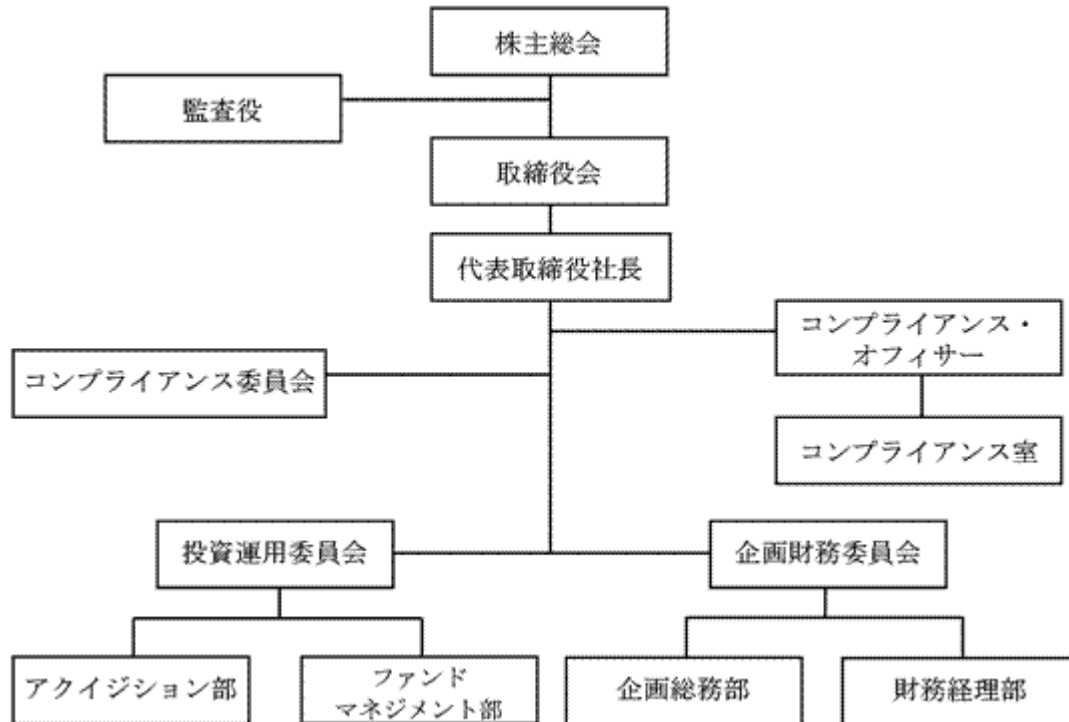 株主総会
監査役
取締役会
代表取締役社長
コンプライアンス・
オフィサー
コンプライアンス委員会
コンプライアンス室
投資運用委員会
企画財務委員会
アクイジション部
ファンド
マネジメント部
企画総務部
財務経理部